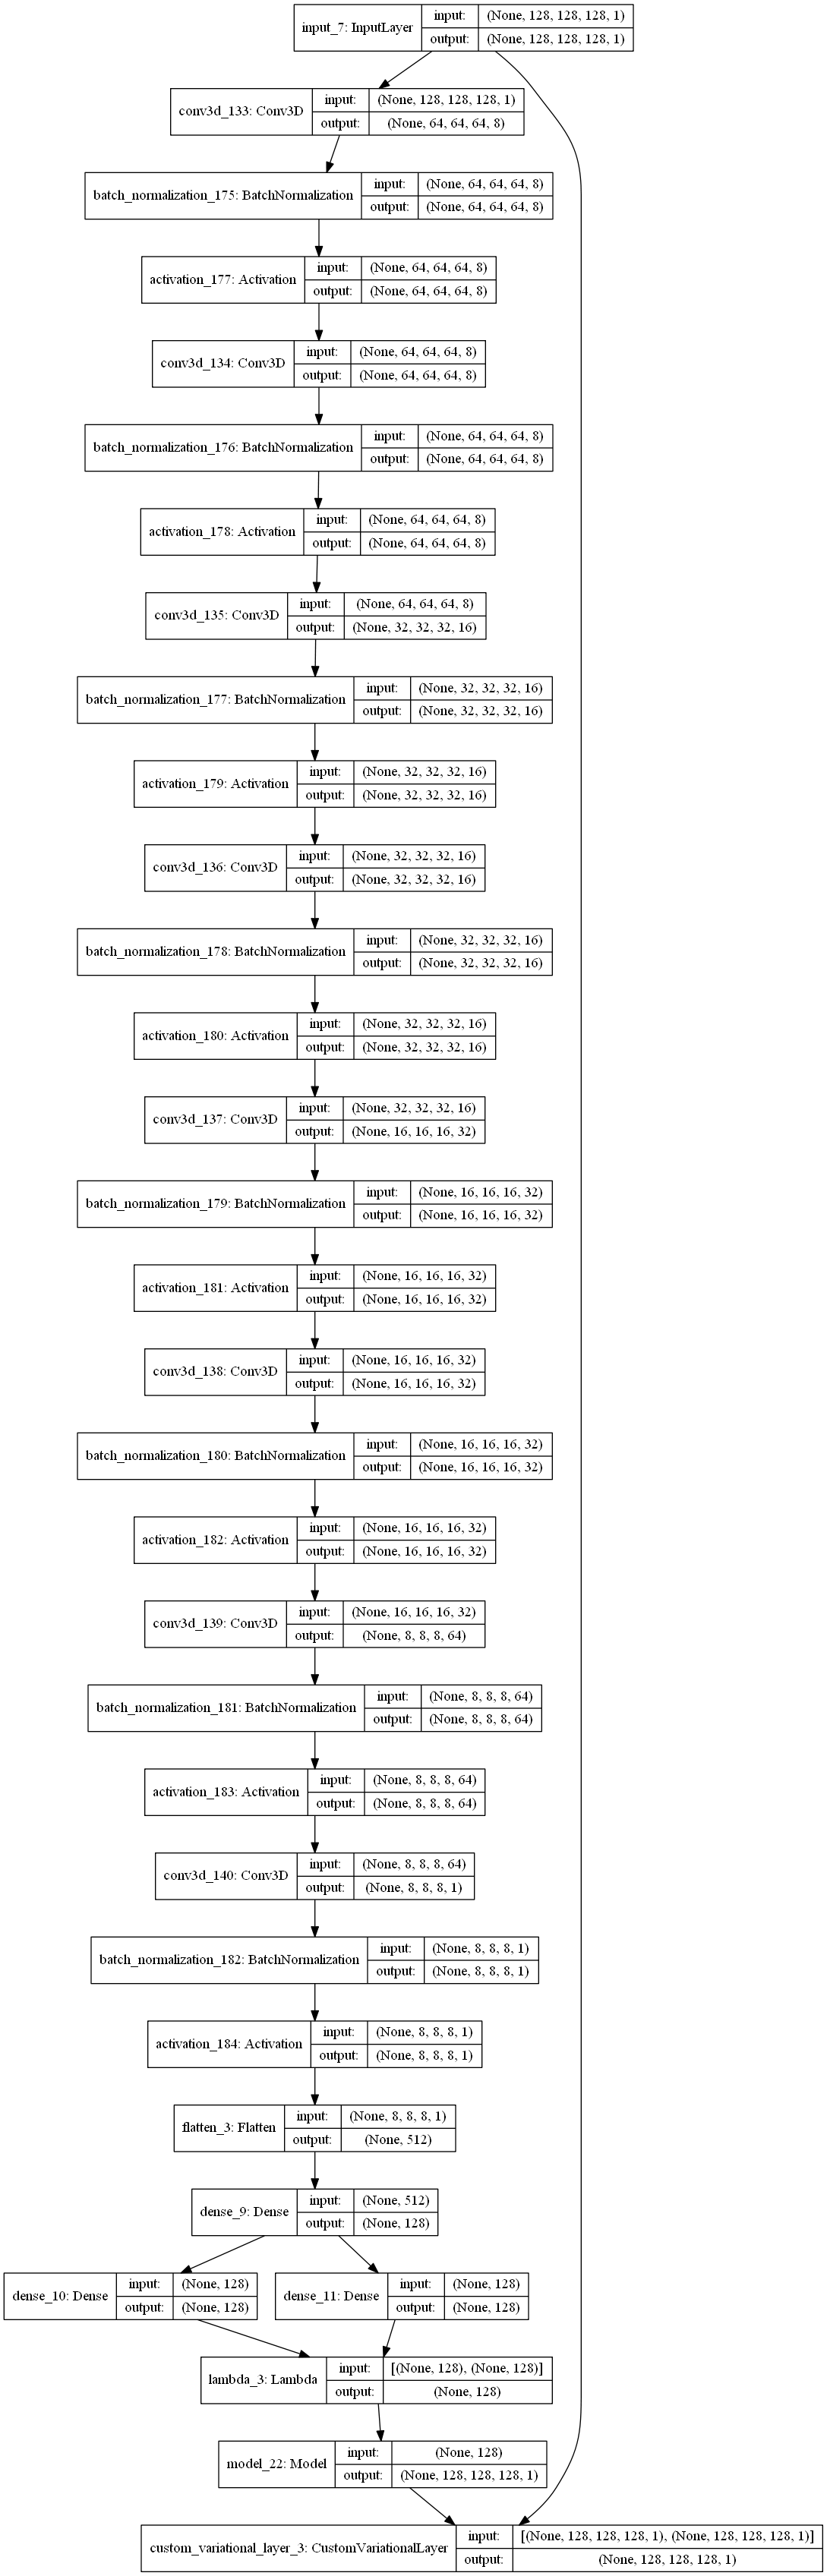 input_7: InputLayer
input:
(None, 128, 128, 128, 1)
output:
(None, 128, 128, 128, 1)
conv3d_133: Conv3D
input:
(None, 128, 128, 128, 1)
output:
(None, 64, 64, 64, 8)
batch_normalization_175: BatchNormalization
input:
(None, 64, 64, 64, 8)
output:
(None, 64, 64, 64, 8)
activation_177: Activation
input:
(None, 64, 64, 64, 8)
output:
(None, 64, 64, 64, 8)
conv3d_134: Conv3D
input:
(None, 64, 64, 64, 8)
output:
(None, 64, 64, 64, 8)
batch_normalization_176: BatchNormalization
input:
(None, 64, 64, 64, 8)
output:
(None, 64, 64, 64, 8)
activation_178: Activation
input:
(None, 64, 64, 64, 8)
output:
(None, 64, 64, 64, 8)
conv3d_135: Conv3D
input:
(None, 64, 64, 64, 8)
output:
(None, 32, 32, 32, 16)
batch_normalization_177: BatchNormalization
input:
(None, 32, 32, 32, 16)
output:
(None, 32, 32, 32, 16)
activation_179: Activation
input:
(None, 32, 32, 32, 16)
output:
(None, 32, 32, 32, 16)
conv3d_136: Conv3D
input:
(None, 32, 32, 32, 16)
output:
(None, 32, 32, 32, 16)
batch_normalization_178: BatchNormalization
input:
(None, 32, 32, 32, 16)
output:
(None, 32, 32, 32, 16)
activation_180: Activation
input:
(None, 32, 32, 32, 16)
output:
(None, 32, 32, 32, 16)
conv3d_137: Conv3D
input:
(None, 32, 32, 32, 16)
output:
(None, 16, 16, 16, 32)
batch_normalization_179: BatchNormalization
input:
(None, 16, 16, 16, 32)
output:
(None, 16, 16, 16, 32)
activation_181: Activation
input:
(None, 16, 16, 16, 32)
output:
(None, 16, 16, 16, 32)
conv3d_138: Conv3D
input:
(None, 16, 16, 16, 32)
output:
(None, 16, 16, 16, 32)
batch_normalization_180: BatchNormalization
input:
(None, 16, 16, 16, 32)
output:
(None, 16, 16, 16, 32)
activation_182: Activation
input:
(None, 16, 16, 16, 32)
output:
(None, 16, 16, 16, 32)
conv3d_139: Conv3D
input:
(None, 16, 16, 16, 32)
output:
(None, 8, 8, 8, 64)
batch_normalization_181: BatchNormalization
input:
(None, 8, 8, 8, 64)
output:
(None, 8, 8, 8, 64)
activation_183: Activation
input:
(None, 8, 8, 8, 64)
output:
(None, 8, 8, 8, 64)
conv3d_140: Conv3D
input:
(None, 8, 8, 8, 64)
output:
(None, 8, 8, 8, 1)
batch_normalization_182: BatchNormalization
input:
(None, 8, 8, 8, 1)
output:
(None, 8, 8, 8, 1)
activation_184: Activation
input:
(None, 8, 8, 8, 1)
output:
(None, 8, 8, 8, 1)
flatten_3: Flatten
input:
(None, 8, 8, 8, 1)
output:
(None, 512)
dense_9: Dense
input:
(None, 512)
output:
(None, 128)
dense_10: Dense
input:
(None, 128)
output:
(None, 128)
dense_11: Dense
input:
(None, 128)
output:
(None, 128)
lambda_3: Lambda
input:
[(None, 128), (None, 128)]
output:
(None, 128)
model_22: Model
input:
(None, 128)
output:
(None, 128, 128, 128, 1)
custom_variational_layer_3: CustomVariationalLayer
input:
[(None, 128, 128, 128, 1), (None, 128, 128, 128, 1)]
output:
(None, 128, 128, 128, 1)